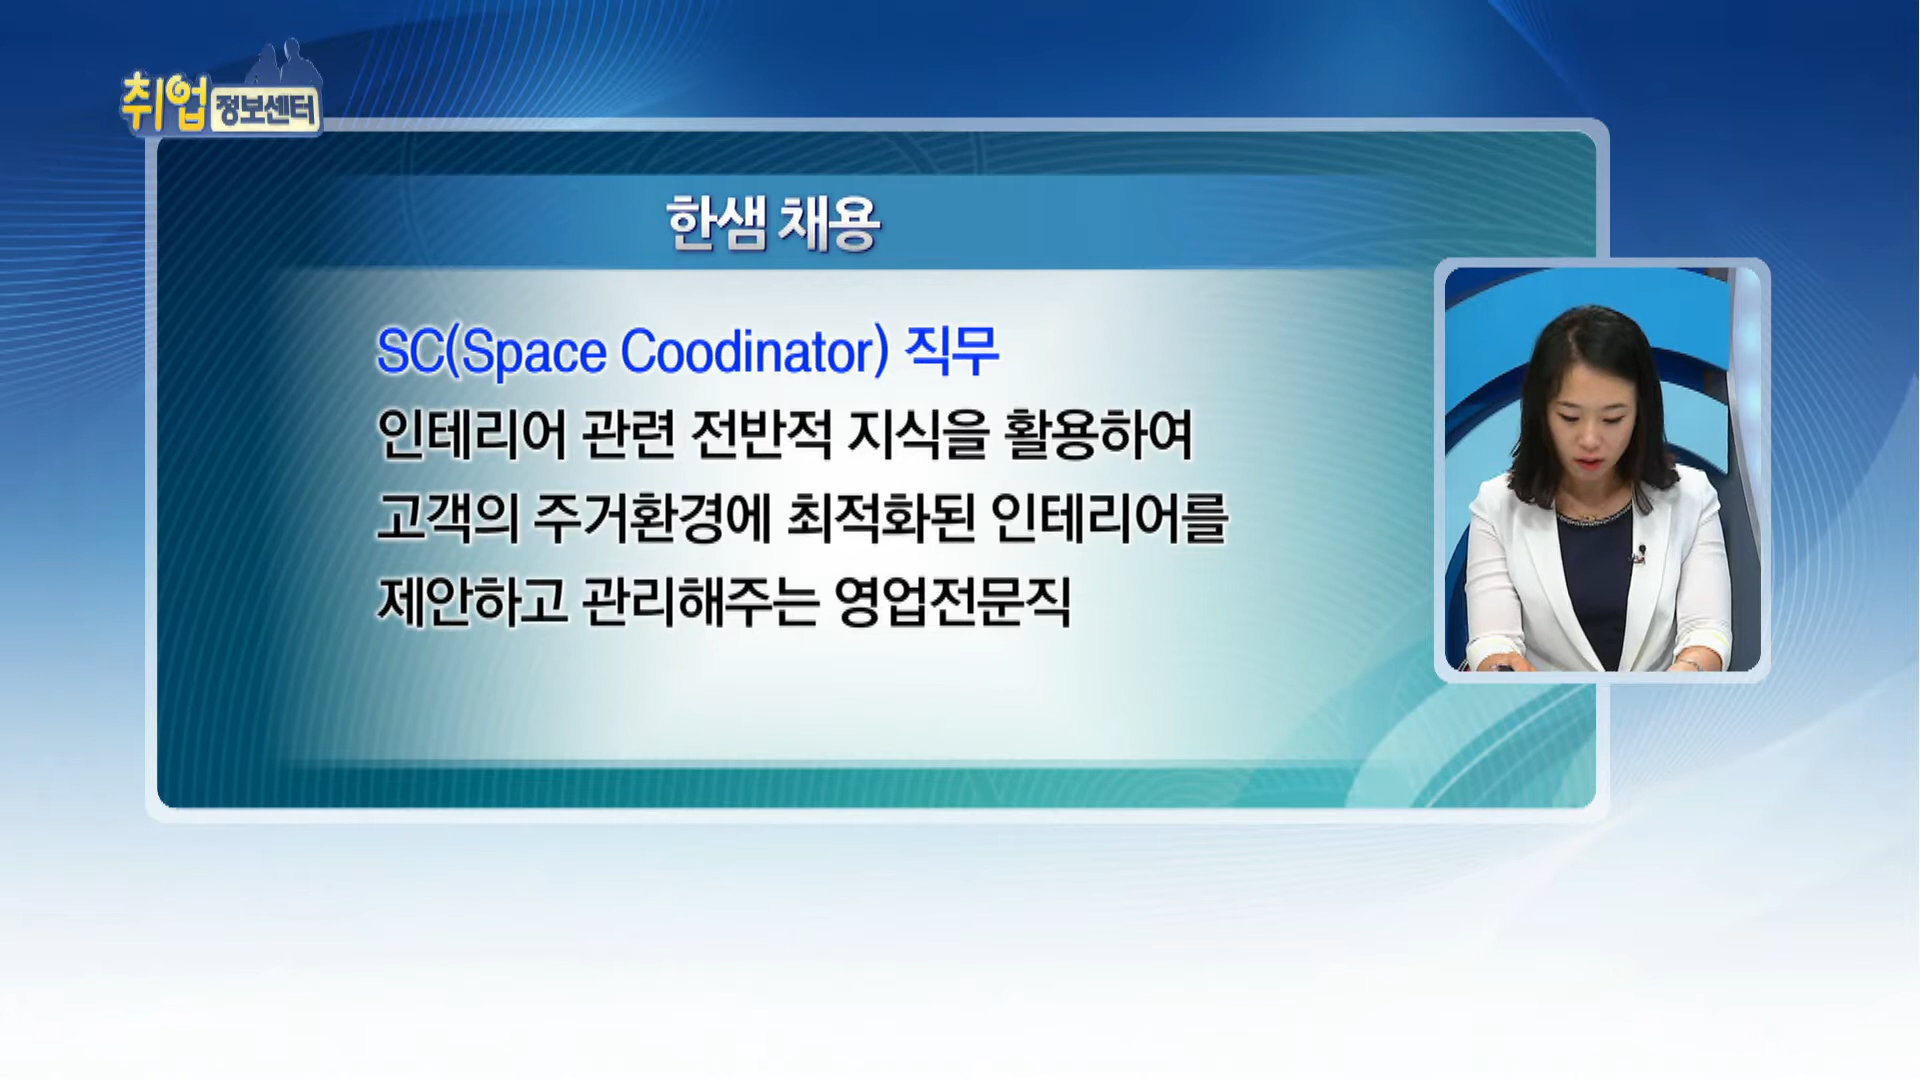 취업정보센터
한샘 채용
SC(Space Coodinator) 직무
인테리어 관련 전반적 지식을 활용하여
고객의 주거환경에 최적화된 인테리어를
제안하고 관리해주는 영업전문직